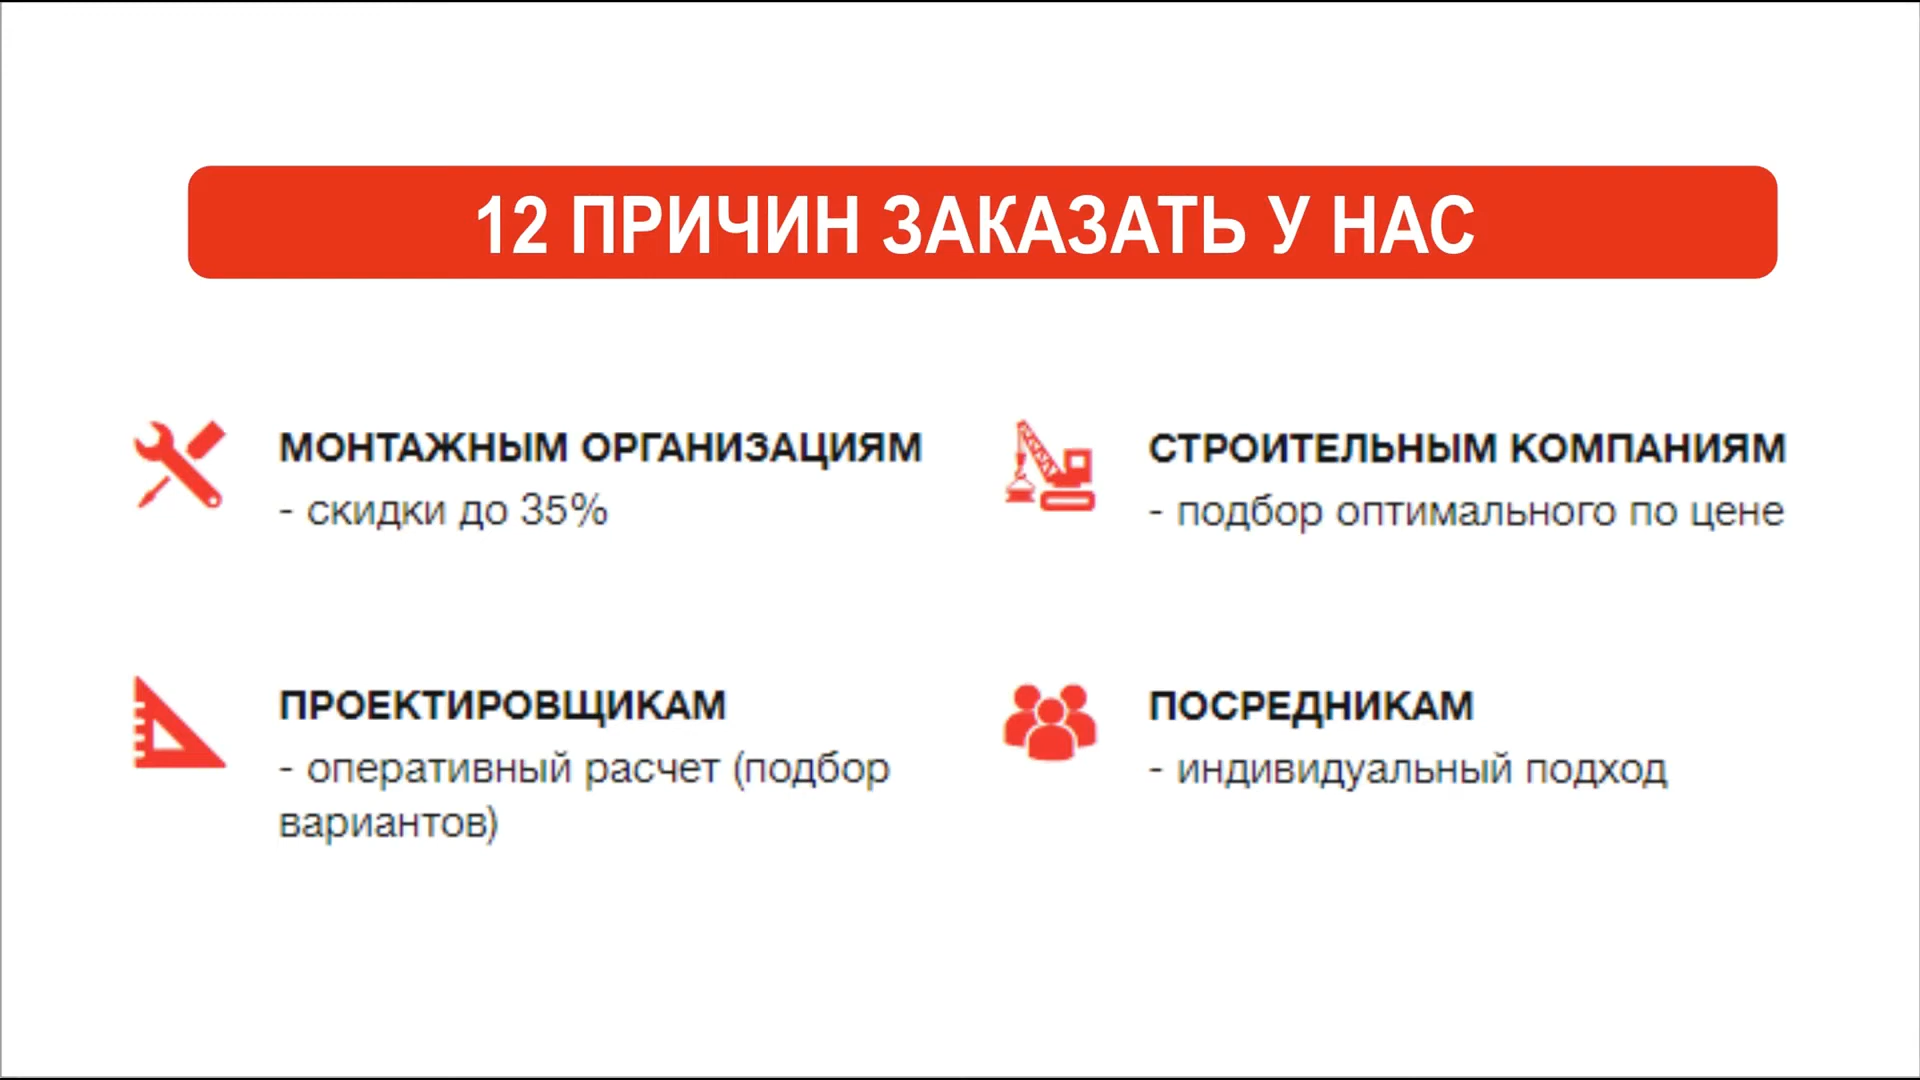 12 ПРИЧИН ЗАКАЗАТЬ У НАС
МОНТАЖНЫМ ОРГАНИЗАЦИЯМ
- скидки до 35%
СТРОИТЕЛЬНЫМ КОМПАНИЯМ
- подбор оптимального по цене
ПРОЕКТИРОВЩИКАМ
- оперативный расчет (подбор
вариантов)
ПОСРЕДНИКАМ
- индивидуальный подход